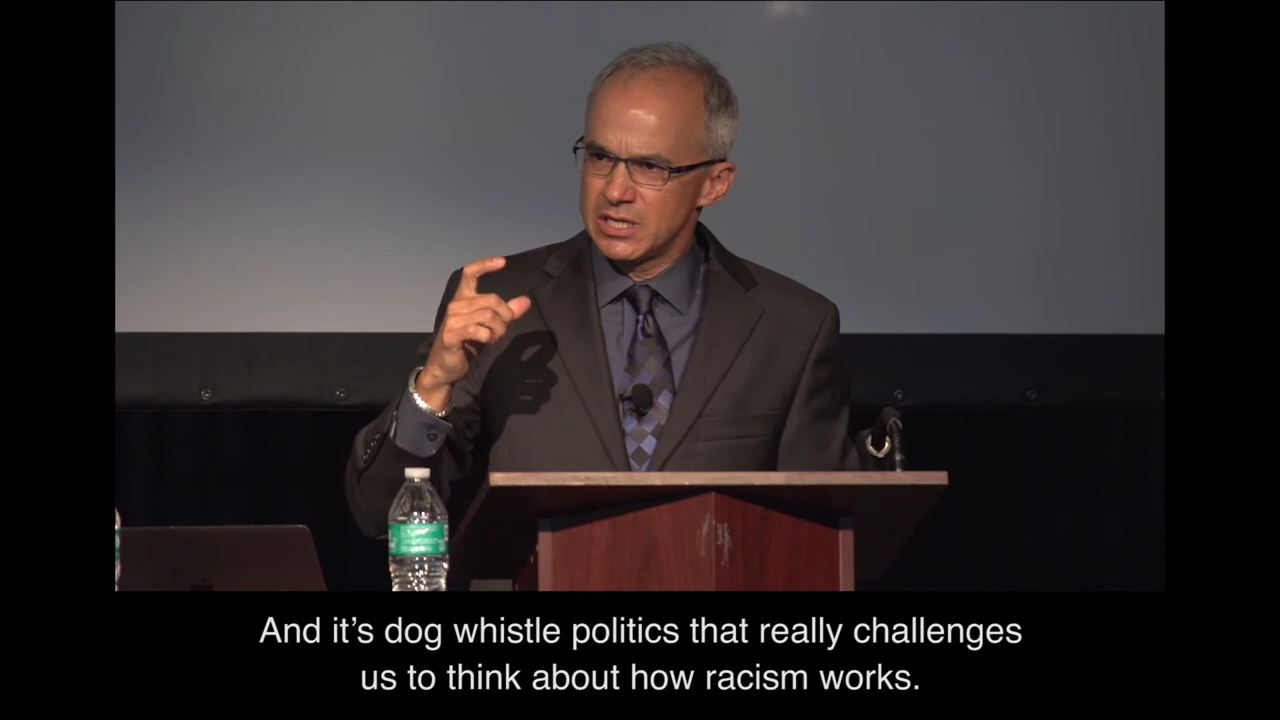 And it's dog whistle politics that really challenges
us to think about how racism works.